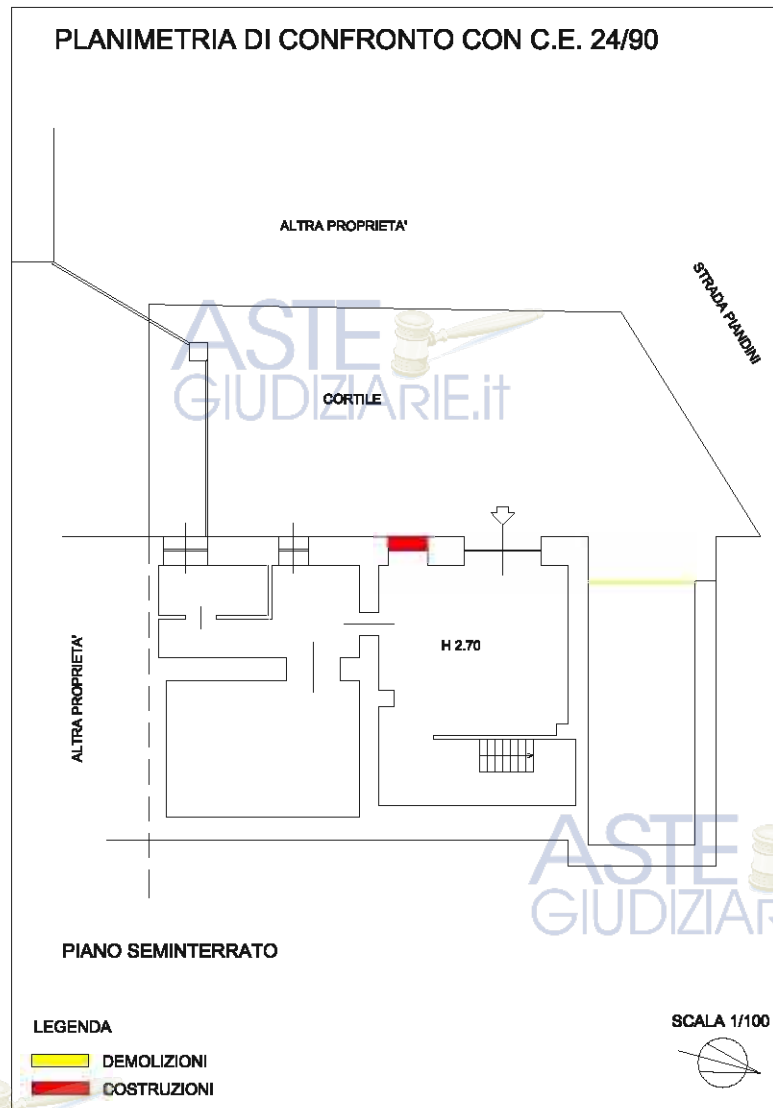 PLANIMETRIA DI CONFRONTO CON C.E. 24/90
ALTRA PROPRIETA'
STRADA PIANDINI
ASTE
GIUDIZIARIE.it
CORTILE
H 2.70
ALTRA PROPRIETA'
ASTE
GIUDIZIAR
PIANO SEMINTERRATO
LEGENDA
SCALA 1/100
DEMOLIZIONI
COSTRUZIONI